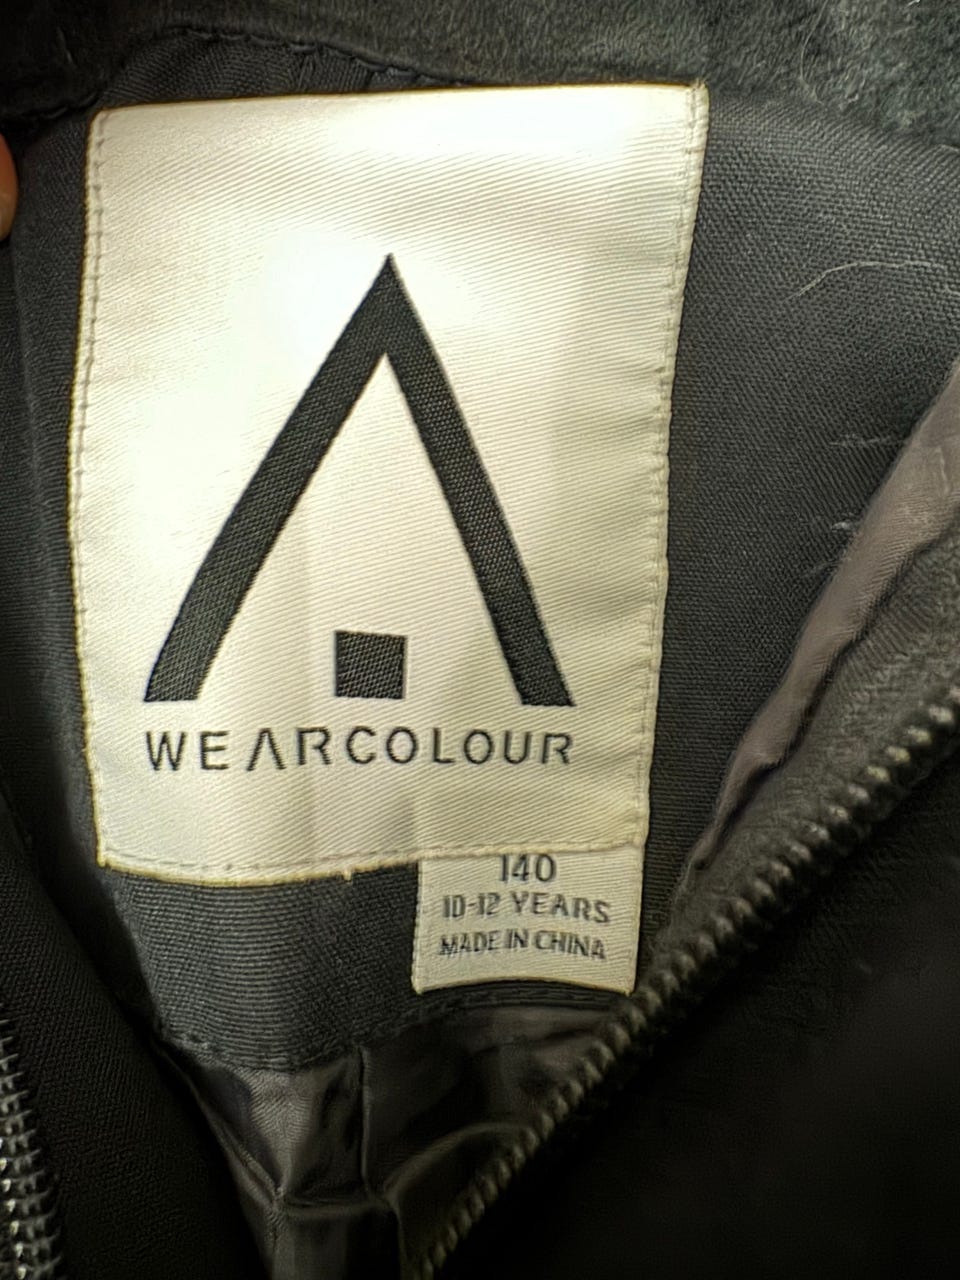 WEARCOLOUR
140
10-12 YEARS
MADE IN CHINA